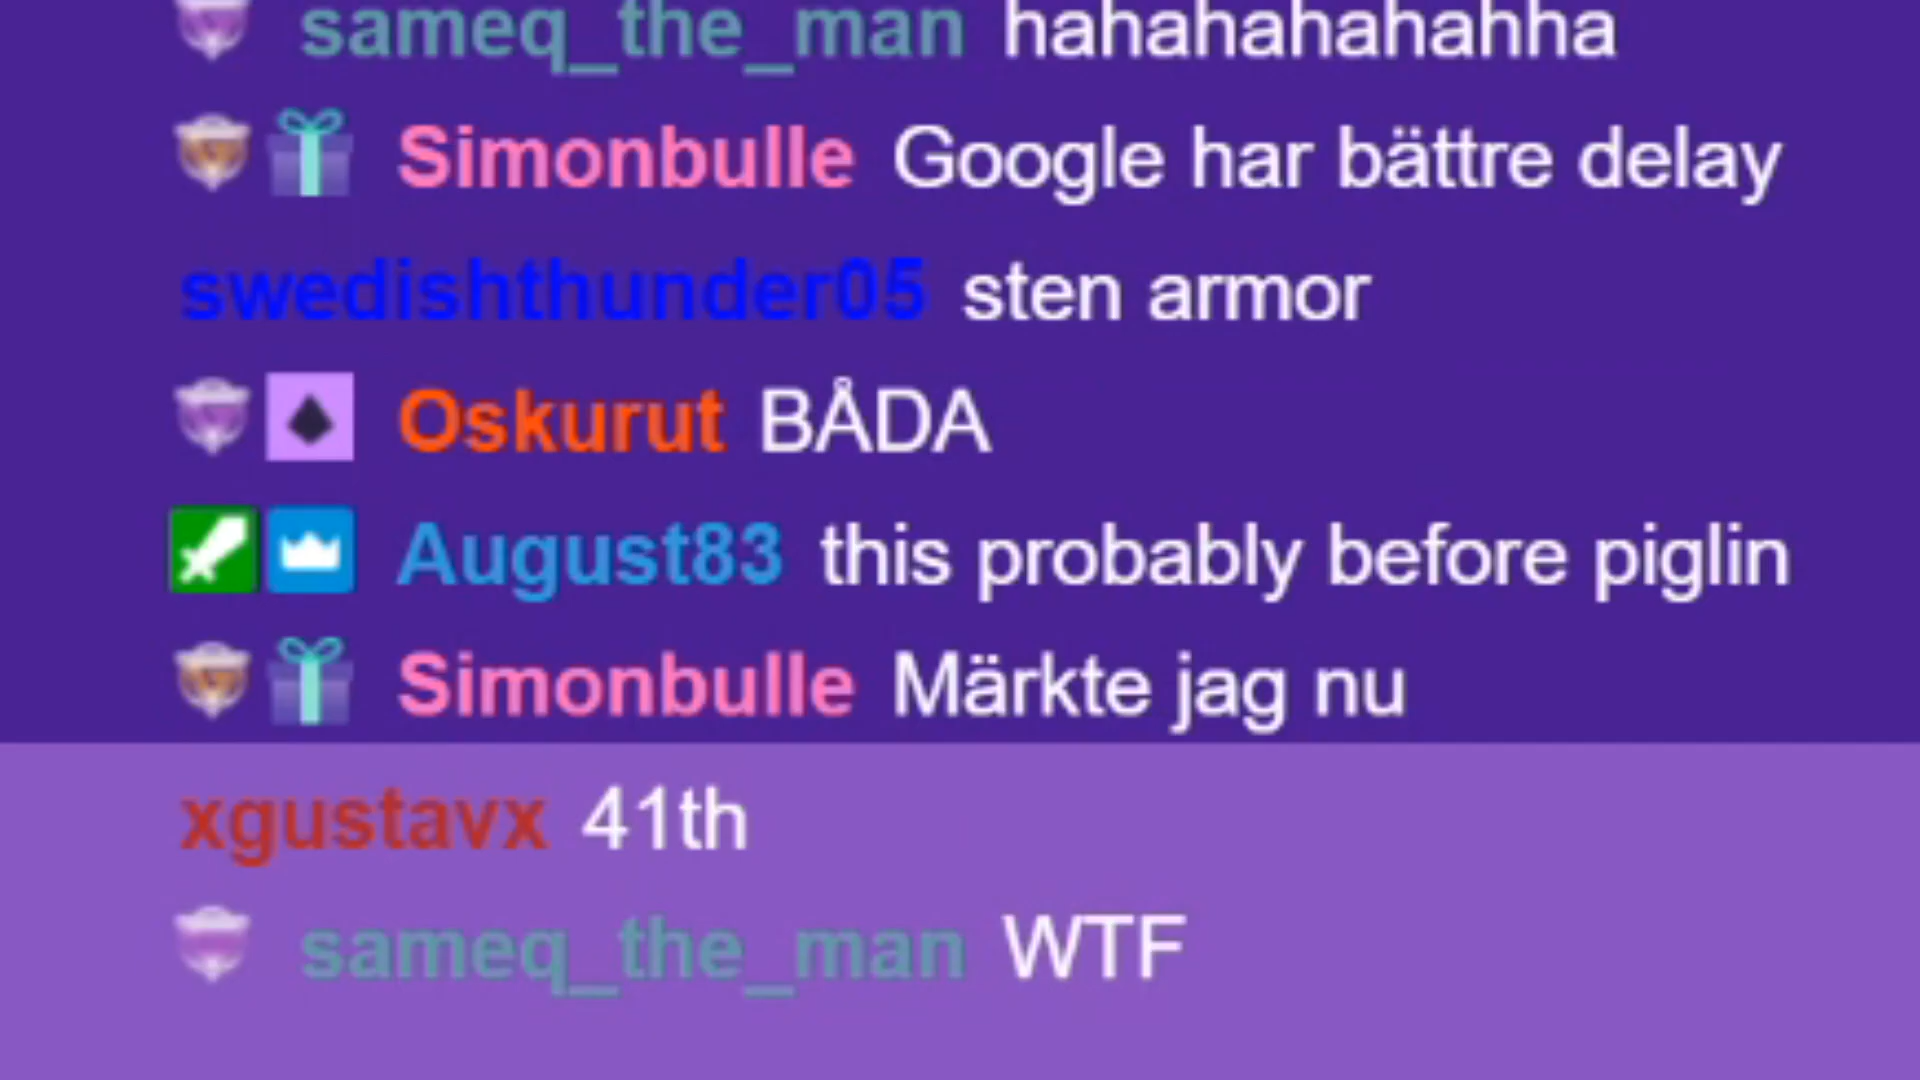 sameq_the_man hahahahahahha
Simonbulle Google har bättre delay
swedishthunder05 sten armor
Oskurut BÅDA
August83 this probably before piglin
Simonbulle Märkte jag nu
xgustavx 41th
sameq_the_man WTF